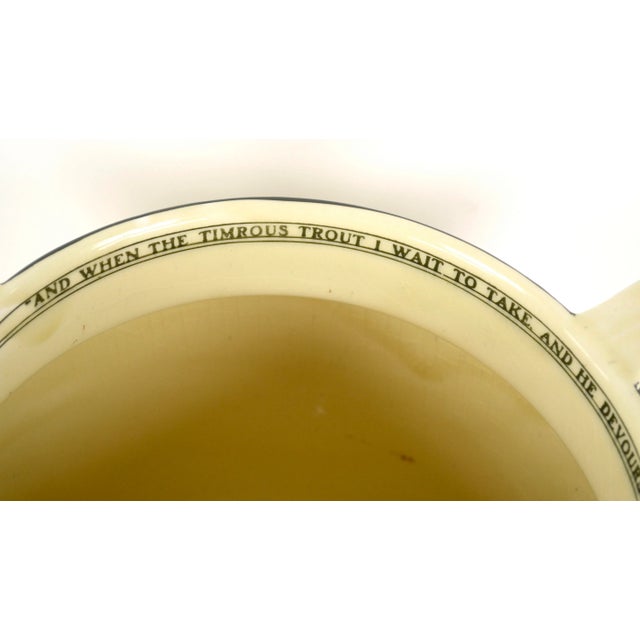 "AND WHEN THE TIMROUS TROUT I WAIT TO TAKE, AND HE DEVOUR